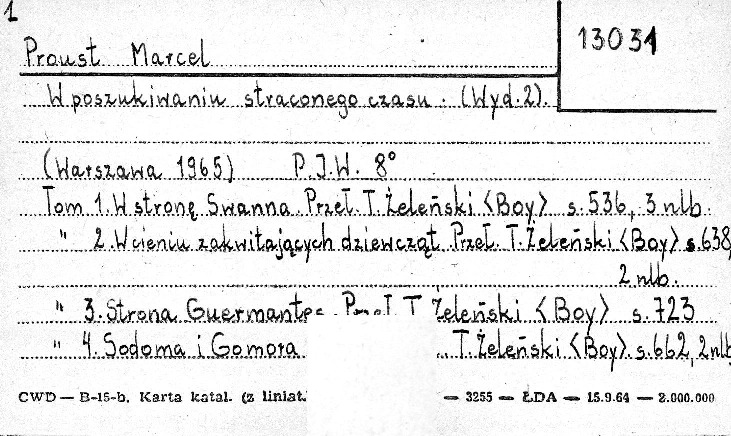 1
13031
Proust Marcel
W poszukiwaniu straconego czasu. (Wyd. 2).
(Warszawa 1965) P.I.W. 8°
Tom 1. W stronę Swanna. Przeł. T. Żeleński <Boy> s. 536, 3 nlb.
" 2. W cieniu zakwitających dziewcząt. Przeł. T. Żeleński <Boy> s. 638,
2 nlb.
" 3. Strona Guermantes T Żeleński <Boy> s. 723
" 4. Sodoma i Gomora T. Żeleński <Boy>. s. 662, 2 nlb
CWD — B-15-b. Karta katal. (z liniat. — 3255 — ŁDA — 15.9.64 — 2.000.000